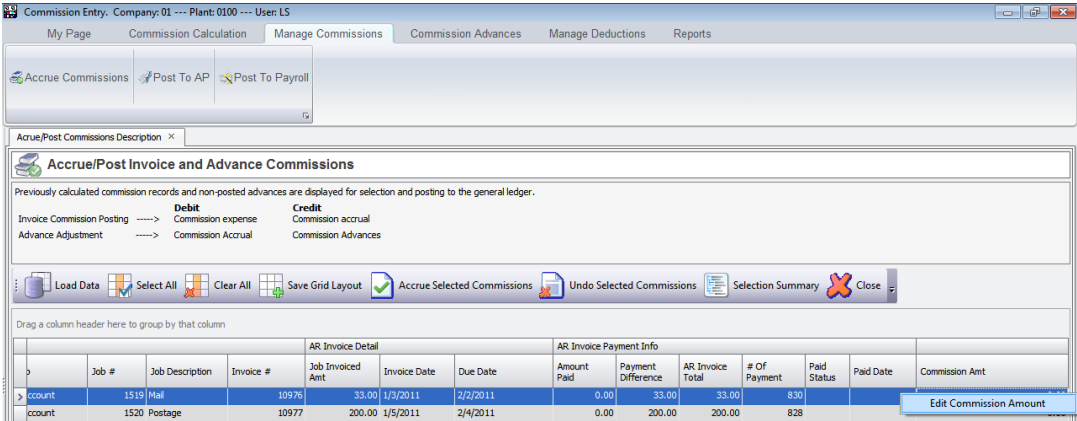 Commission Entry. Company: 01 --- Plant: 0100 --- User: LS
My Page Commission Calculation Manage Commissions Commission Advances Manage Deductions Reports
Accrue Commissions Post To AP Post To Payroll
Acrue/Post Commissions Description ×
Accrue/Post Invoice and Advance Commissions
Previously calculated commission records and non-posted advances are displayed for selection and posting to the general ledger.
Debit Credit
Invoice Commission Posting -----> Commission expense Commission accrual
Advance Adjustment -----> Commission Accrual Commission Advances
Load Data Select All Clear All Save Grid Layout Accrue Selected Commissions Undo Selected Commissions Selection Summary Close
Drag a column header here to group by that column
AR Invoice Detail AR Invoice Payment Info
Job # Job Description Invoice # Job Invoiced Amt Invoice Date Due Date Amount Paid Payment Difference AR Invoice Total # Of Payment Paid Status Paid Date Commission Amt
ccount 1519 Mail 10976 33.00 1/3/2011 2/2/2011 0.00 33.00 33.00 830
Edit Commission Amount
ccount 1520 Postage 10977 200.00 1/5/2011 2/4/2011 0.00 200.00 200.00 828